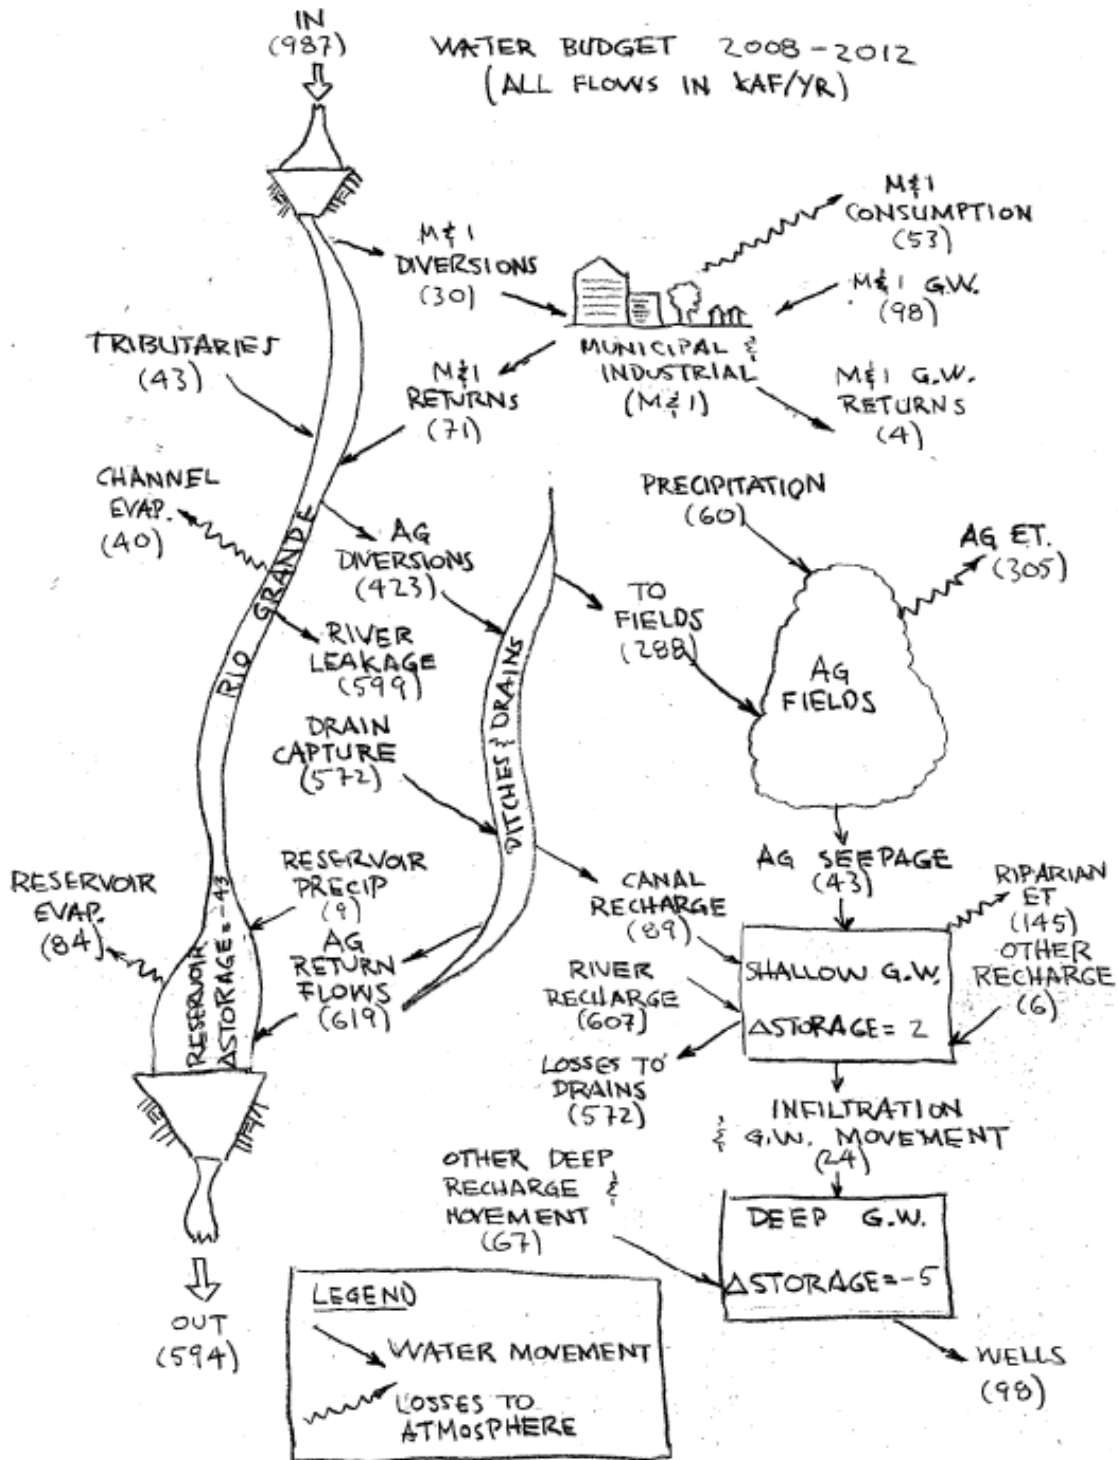 IN
(987)
WATER BUDGET 2008-2012
(ALL FLOWS IN KAF/YR)
M&I
CONSUMPTION
(53)
M&I
DIVERSIONS
(30)
M&I G.W.
(98)
TRIBUTARIES
(43)
MUNICIPAL &
INDUSTRIAL
(M&I)
M&I
RETURNS
(71)
M&I G.W.
RETURNS
(4)
CHANNEL
EVAP.
(40)
RIO GRANDE
AG
DIVERSIONS
(423)
PRECIPITATION
(60)
AG ET.
(305)
TO
FIELDS
(288)
AG
FIELDS
RIVER
LEAKAGE
(599)
DRAIN
CAPTURE
(572)
DITCHES & DRAINS
AG SEEPAGE
(43)
RESERVOIR
EVAP.
(84)
RESERVOIR
ΔSTORAGE=-43
RESERVOIR
PRECIP
(9)
AG
RETURN
FLOWS
(619)
CANAL
RECHARGE
(89)
RIPARIAN
ET
(145)
OTHER
RECHARGE
(6)
RIVER
RECHARGE
(607)
SHALLOW G.W.
ΔSTORAGE= 2
LOSSES TO
DRAINS
(572)
INFILTRATION
& G.W. MOVEMENT
(24)
OTHER DEEP
RECHARGE &
MOVEMENT
(67)
DEEP G.W.
ΔSTORAGE=-5
WELLS
(98)
OUT
(594)
LEGEND
WATER MOVEMENT
LOSSES TO
ATMOSPHERE